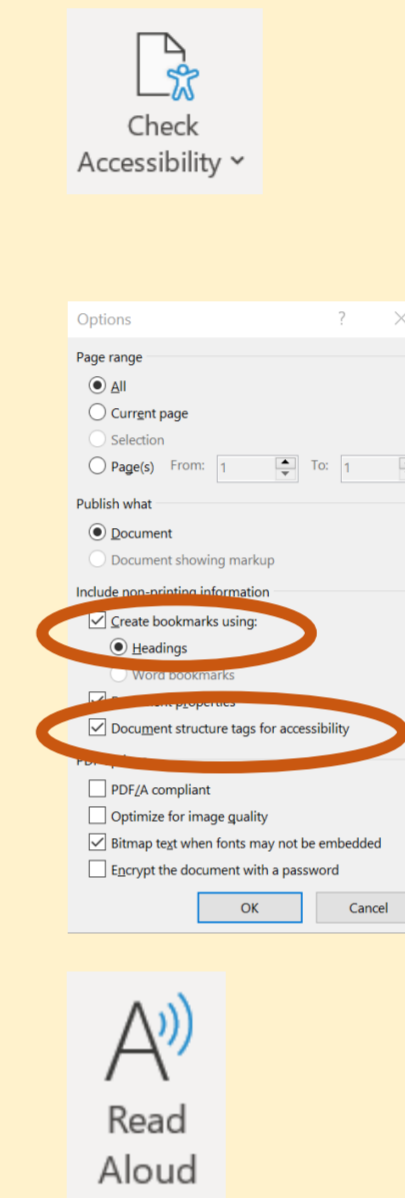 Check
Accessibility
Options ?
Page range
All
Current page
Selection
Page(s) From: 1 To: 1
Publish what
Document
Document showing markup
Include non-printing information
Create bookmarks using:
Headings
Word bookmarks
Document structure tags for accessibility
PDF/A compliant
Optimize for image quality
Bitmap text when fonts may not be embedded
Encrypt the document with a password
OK Cancel
A
Read
Aloud